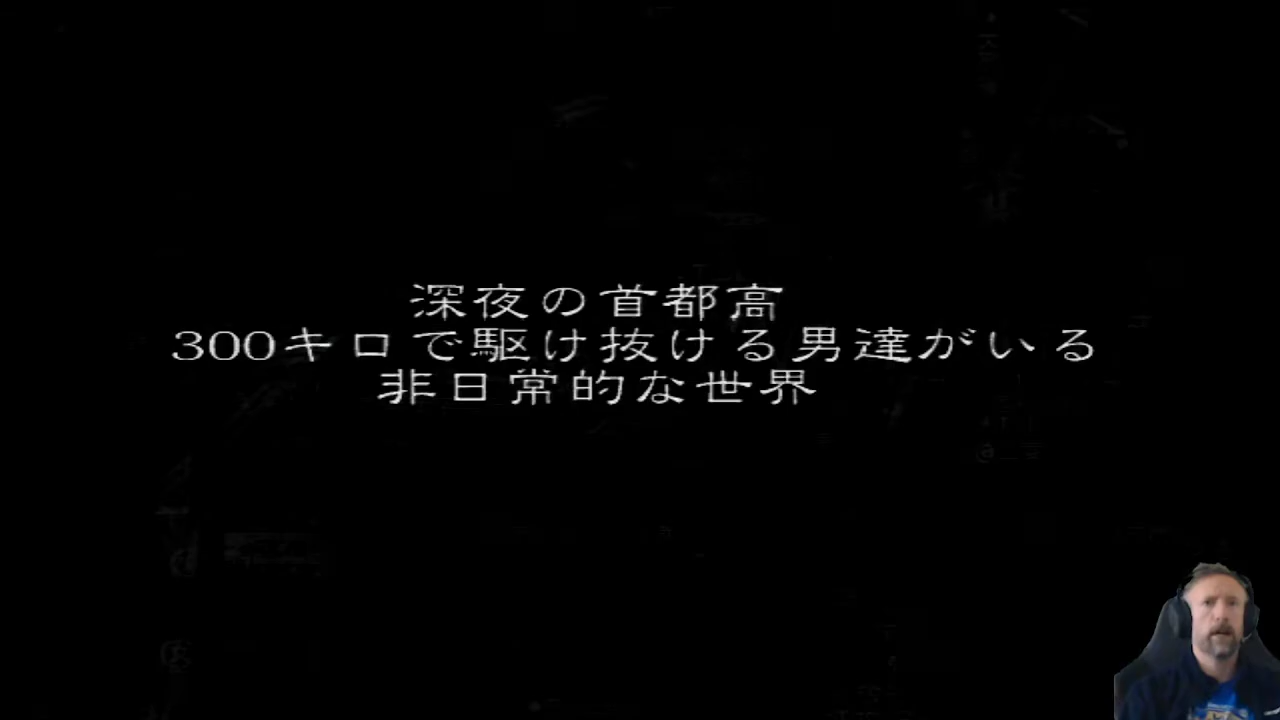 深夜の首都高
300キロで駆け抜ける男達がいる
非日常的な世界